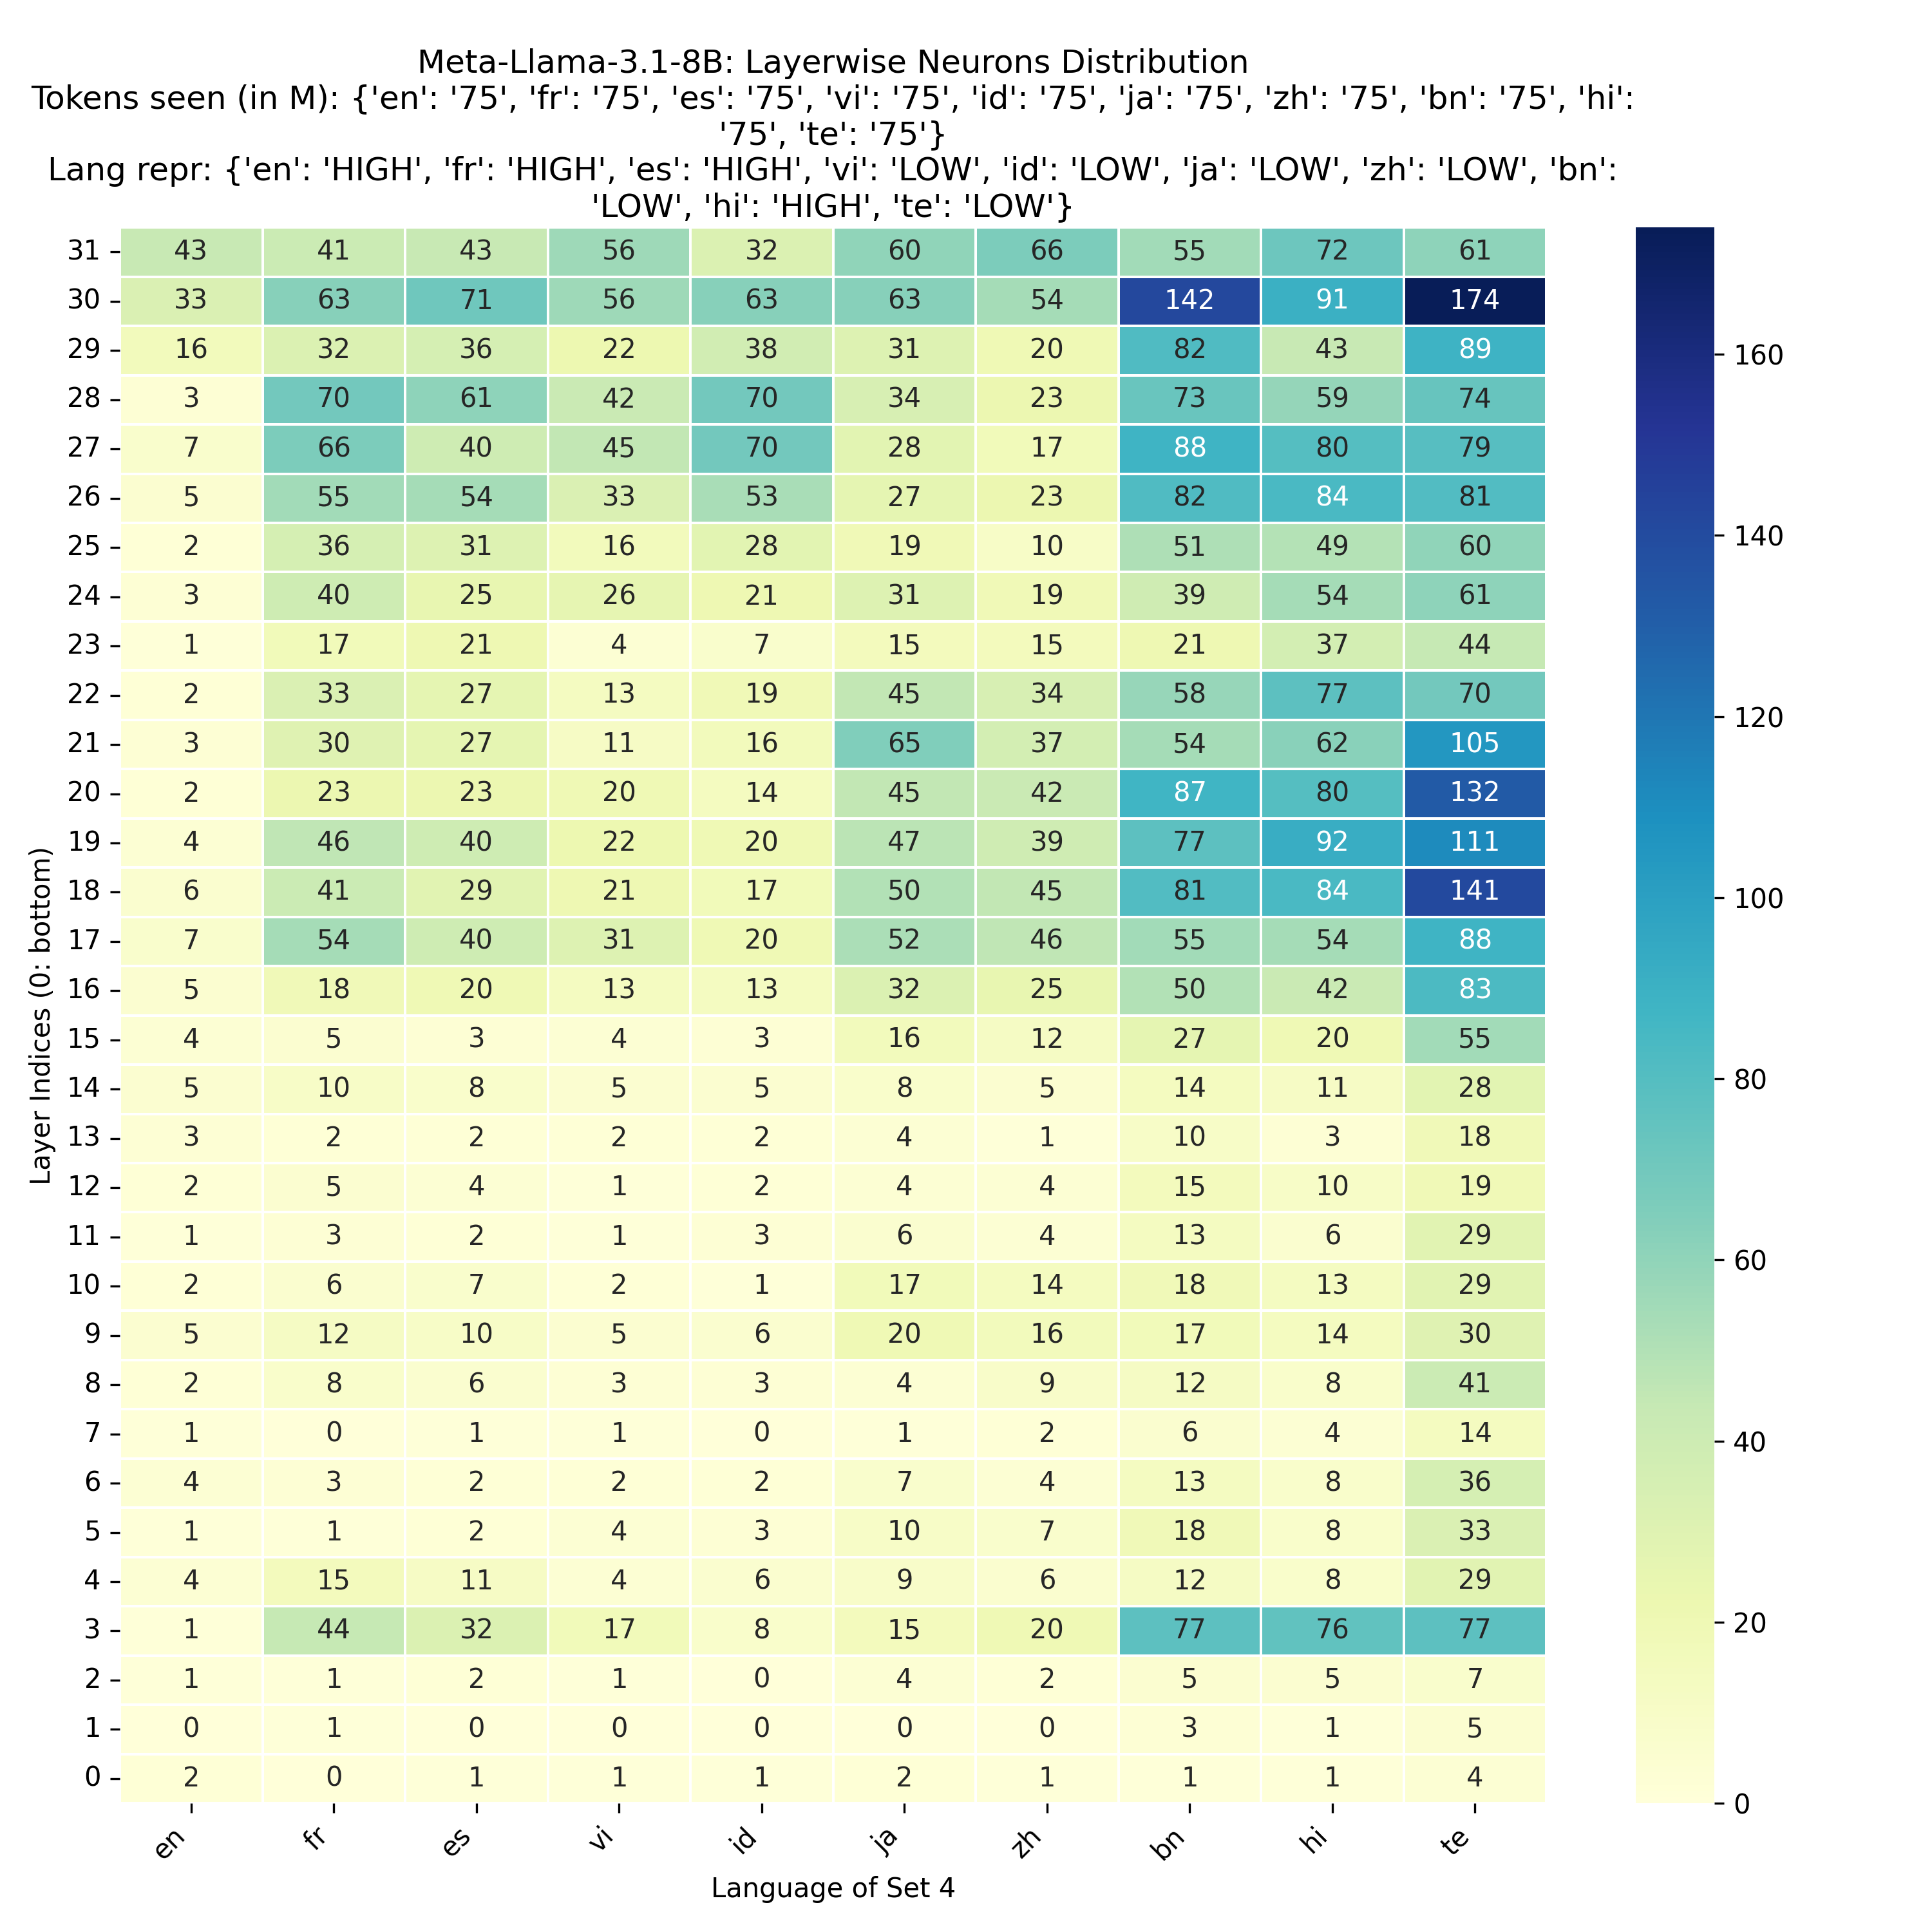 Meta-Llama-3.1-8B: Layerwise Neurons Distribution
Tokens seen (in M): {'en': '75', 'fr': '75', 'es': '75', 'vi': '75', 'id': '75', 'ja': '75', 'zh': '75', 'bn': '75', 'hi':
'75', 'te': '75'}
Lang repr: {'en': 'HIGH', 'fr': 'HIGH', 'es': 'HIGH', 'vi': 'LOW', 'id': 'LOW', 'ja': 'LOW', 'zh': 'LOW', 'bn':
'LOW', 'hi': 'HIGH', 'te': 'LOW'}
Layer Indices (0: bottom)
31 43 41 43 56 32 60 66 55 72 61
30 33 63 71 56 63 63 54 142 91 174
29 16 32 36 22 38 31 20 82 43 89
28 3 70 61 42 70 34 23 73 59 74
27 7 66 40 45 70 28 17 88 80 79
26 5 55 54 33 53 27 23 82 84 81
25 2 36 31 16 28 19 10 51 49 60
24 3 40 25 26 21 31 19 39 54 61
23 1 17 21 4 7 15 15 21 37 44
22 2 33 27 13 19 45 34 58 77 70
21 3 30 27 11 16 65 37 54 62 105
20 2 23 23 20 14 45 42 87 80 132
19 4 46 40 22 20 47 39 77 92 111
18 6 41 29 21 17 50 45 81 84 141
17 7 54 40 31 20 52 46 55 54 88
16 5 18 20 13 13 32 25 50 42 83
15 4 5 3 4 3 16 12 27 20 55
14 5 10 8 5 5 8 5 14 11 28
13 3 2 2 2 2 4 1 10 3 18
12 2 5 4 1 2 4 4 15 10 19
11 1 3 2 1 3 6 4 13 6 29
10 2 6 7 2 1 17 14 18 13 29
9 5 12 10 5 6 20 16 17 14 30
8 2 8 6 3 3 4 9 12 8 41
7 1 0 1 1 0 1 2 6 4 14
6 4 3 2 2 2 7 4 13 8 36
5 1 1 2 4 3 10 7 18 8 33
4 4 15 11 4 6 9 6 12 8 29
3 1 44 32 17 8 15 20 77 76 77
2 1 1 2 1 0 4 2 5 5 7
1 0 1 0 0 0 0 0 3 1 5
0 2 0 1 1 1 2 1 1 1 4
en fr es vi id ja zh bn hi te
Language of Set 4
160
140
120
100
80
60
40
20
0